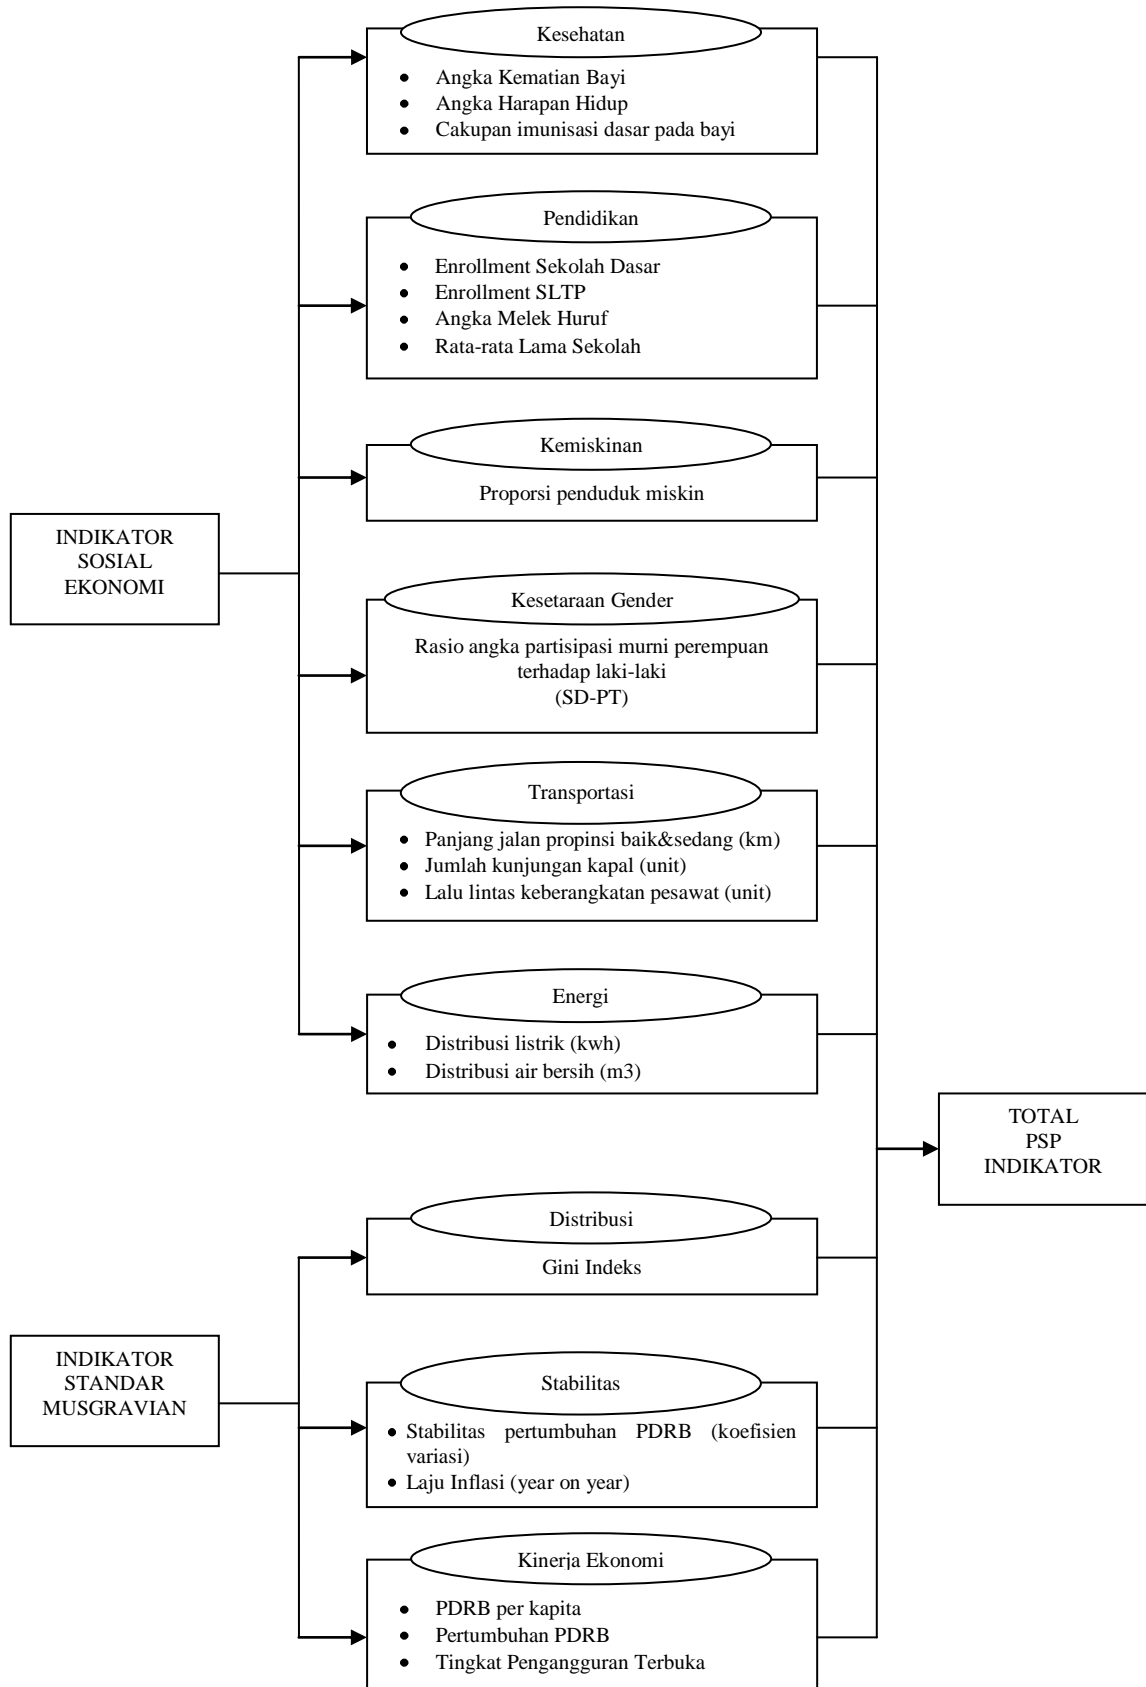 Kesehatan
• Angka Kematian Bayi
• Angka Harapan Hidup
• Cakupan imunisasi dasar pada bayi
Pendidikan
• Enrollment Sekolah Dasar
• Enrollment SLTP
• Angka Melek Huruf
• Rata-rata Lama Sekolah
Kemiskinan
Proporsi penduduk miskin
INDIKATOR
SOSIAL
EKONOMI
Kesetaraan Gender
Rasio angka partisipasi murni perempuan
terhadap laki-laki
(SD-PT)
Transportasi
• Panjang jalan propinsi baik&sedang (km)
• Jumlah kunjungan kapal (unit)
• Lalu lintas keberangkatan pesawat (unit)
Energi
• Distribusi listrik (kwh)
• Distribusi air bersih (m3)
TOTAL
PSP
INDIKATOR
Distribusi
Gini Indeks
INDIKATOR
STANDAR
MUSGRAVIAN
Stabilitas
• Stabilitas pertumbuhan PDRB (koefisien
variasi)
• Laju Inflasi (year on year)
Kinerja Ekonomi
• PDRB per kapita
• Pertumbuhan PDRB
• Tingkat Pengangguran Terbuka